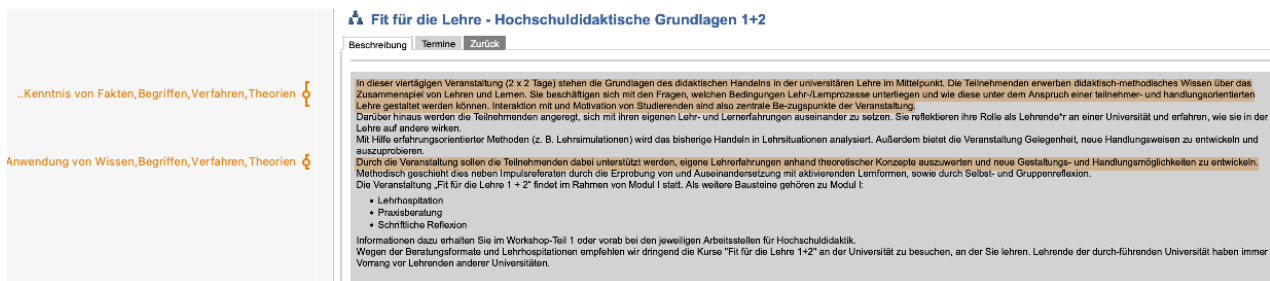 Fit für die Lehre - Hochschuldidaktische Grundlagen 1+2
Beschreibung Termine Zurück
..Kenntnis von Fakten,Begriffen,Verfahren,Theorien
In dieser viertägigen Veranstaltung (2 x 2 Tage) stehen die Grundlagen des didaktischen Handelns in der universitären Lehre im Mittelpunkt. Die Teilnehmenden erwerben didaktisch-methodisches Wissen über das
Zusammenspiel von Lehren und Lernen. Sie beschäftigen sich mit den Fragen, welchen Bedingungen Lehr-/Lernprozesse unterliegen und wie diese unter dem Anspruch einer teilnehmer- und handlungsorientierten
Lehre gestaltet werden können. Interaktion mit und Motivation von Studierenden sind also zentrale Be-zugspunkte der Veranstaltung.
Darüber hinaus werden die Teilnehmenden angeregt, sich mit ihren eigenen Lehr- und Lernerfahrungen auseinander zu setzen. Sie reflektieren ihre Rolle als Lehrende*r an einer Universität und erfahren, wie sie in der
Lehre auf andere wirken.
Mit Hilfe erfahrungsorientierter Methoden (z. B. Lehrsimulationen) wird das bisherige Handeln in Lehrsituationen analysiert. Außerdem bietet die Veranstaltung Gelegenheit, neue Handlungsweisen zu entwickeln und
auszuprobieren.
Anwendung von Wissen,Begriffen,Verfahren,Theorien
Durch die Veranstaltung sollen die Teilnehmenden dabei unterstützt werden, eigene Lehrerfahrungen anhand theoretischer Konzepte auszuwerten und neue Gestaltungs- und Handlungsmöglichkeiten zu entwickeln.
Methodisch geschieht dies neben Impulsreferaten durch die Erprobung von und Auseinandersetzung mit aktivierenden Lernformen, sowie durch Selbst- und Gruppenreflexion.
Die Veranstaltung „Fit für die Lehre 1 + 2“ findet im Rahmen von Modul I statt. Als weitere Bausteine gehören zu Modul I:
• Lehrhospitation
• Praxisberatung
• Schriftliche Reflexion
Informationen dazu erhalten Sie im Workshop-Teil 1 oder vorab bei den jeweiligen Arbeitsstellen für Hochschuldidaktik.
Wegen der Beratungsformate und Lehrhospitationen empfehlen wir dringend die Kurse "Fit für die Lehre 1+2" an der Universität zu besuchen, an der Sie lehren. Lehrende der durch-führenden Universität haben immer
Vorrang vor Lehrenden anderer Universitäten.